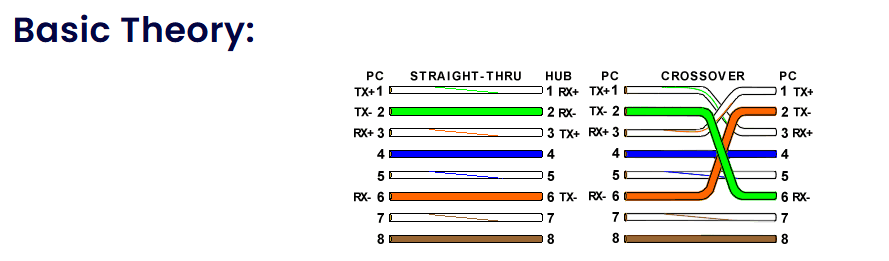 Basic Theory:
PC STRAIGHT-THRU HUB PC CROSSOVER PC
TX+ 1 1 RX+ TX+ 1 1 TX+
TX- 2 2 RX- TX- 2 2 TX-
RX+ 3 3 TX+ RX+ 3 3 RX+
4 4 4 4
5 5 5 5
RX- 6 6 TX- RX- 6 6 RX-
7 7 7 7
8 8 8 8